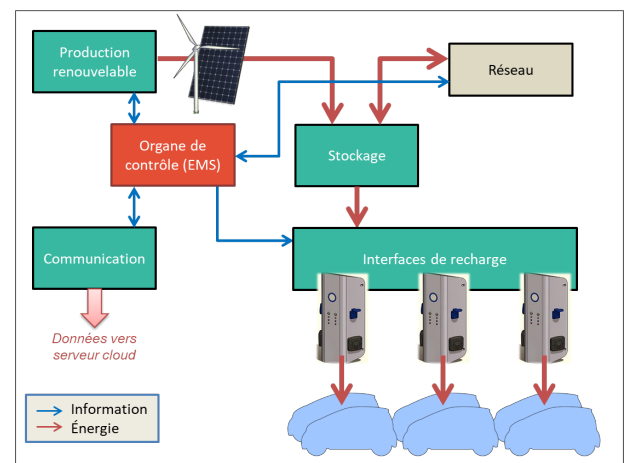 Production
renouvelable
Réseau
Organe de
contrôle (EMS)
Stockage
Communication
Interfaces de recharge
Données vers
serveur cloud
Information
Énergie